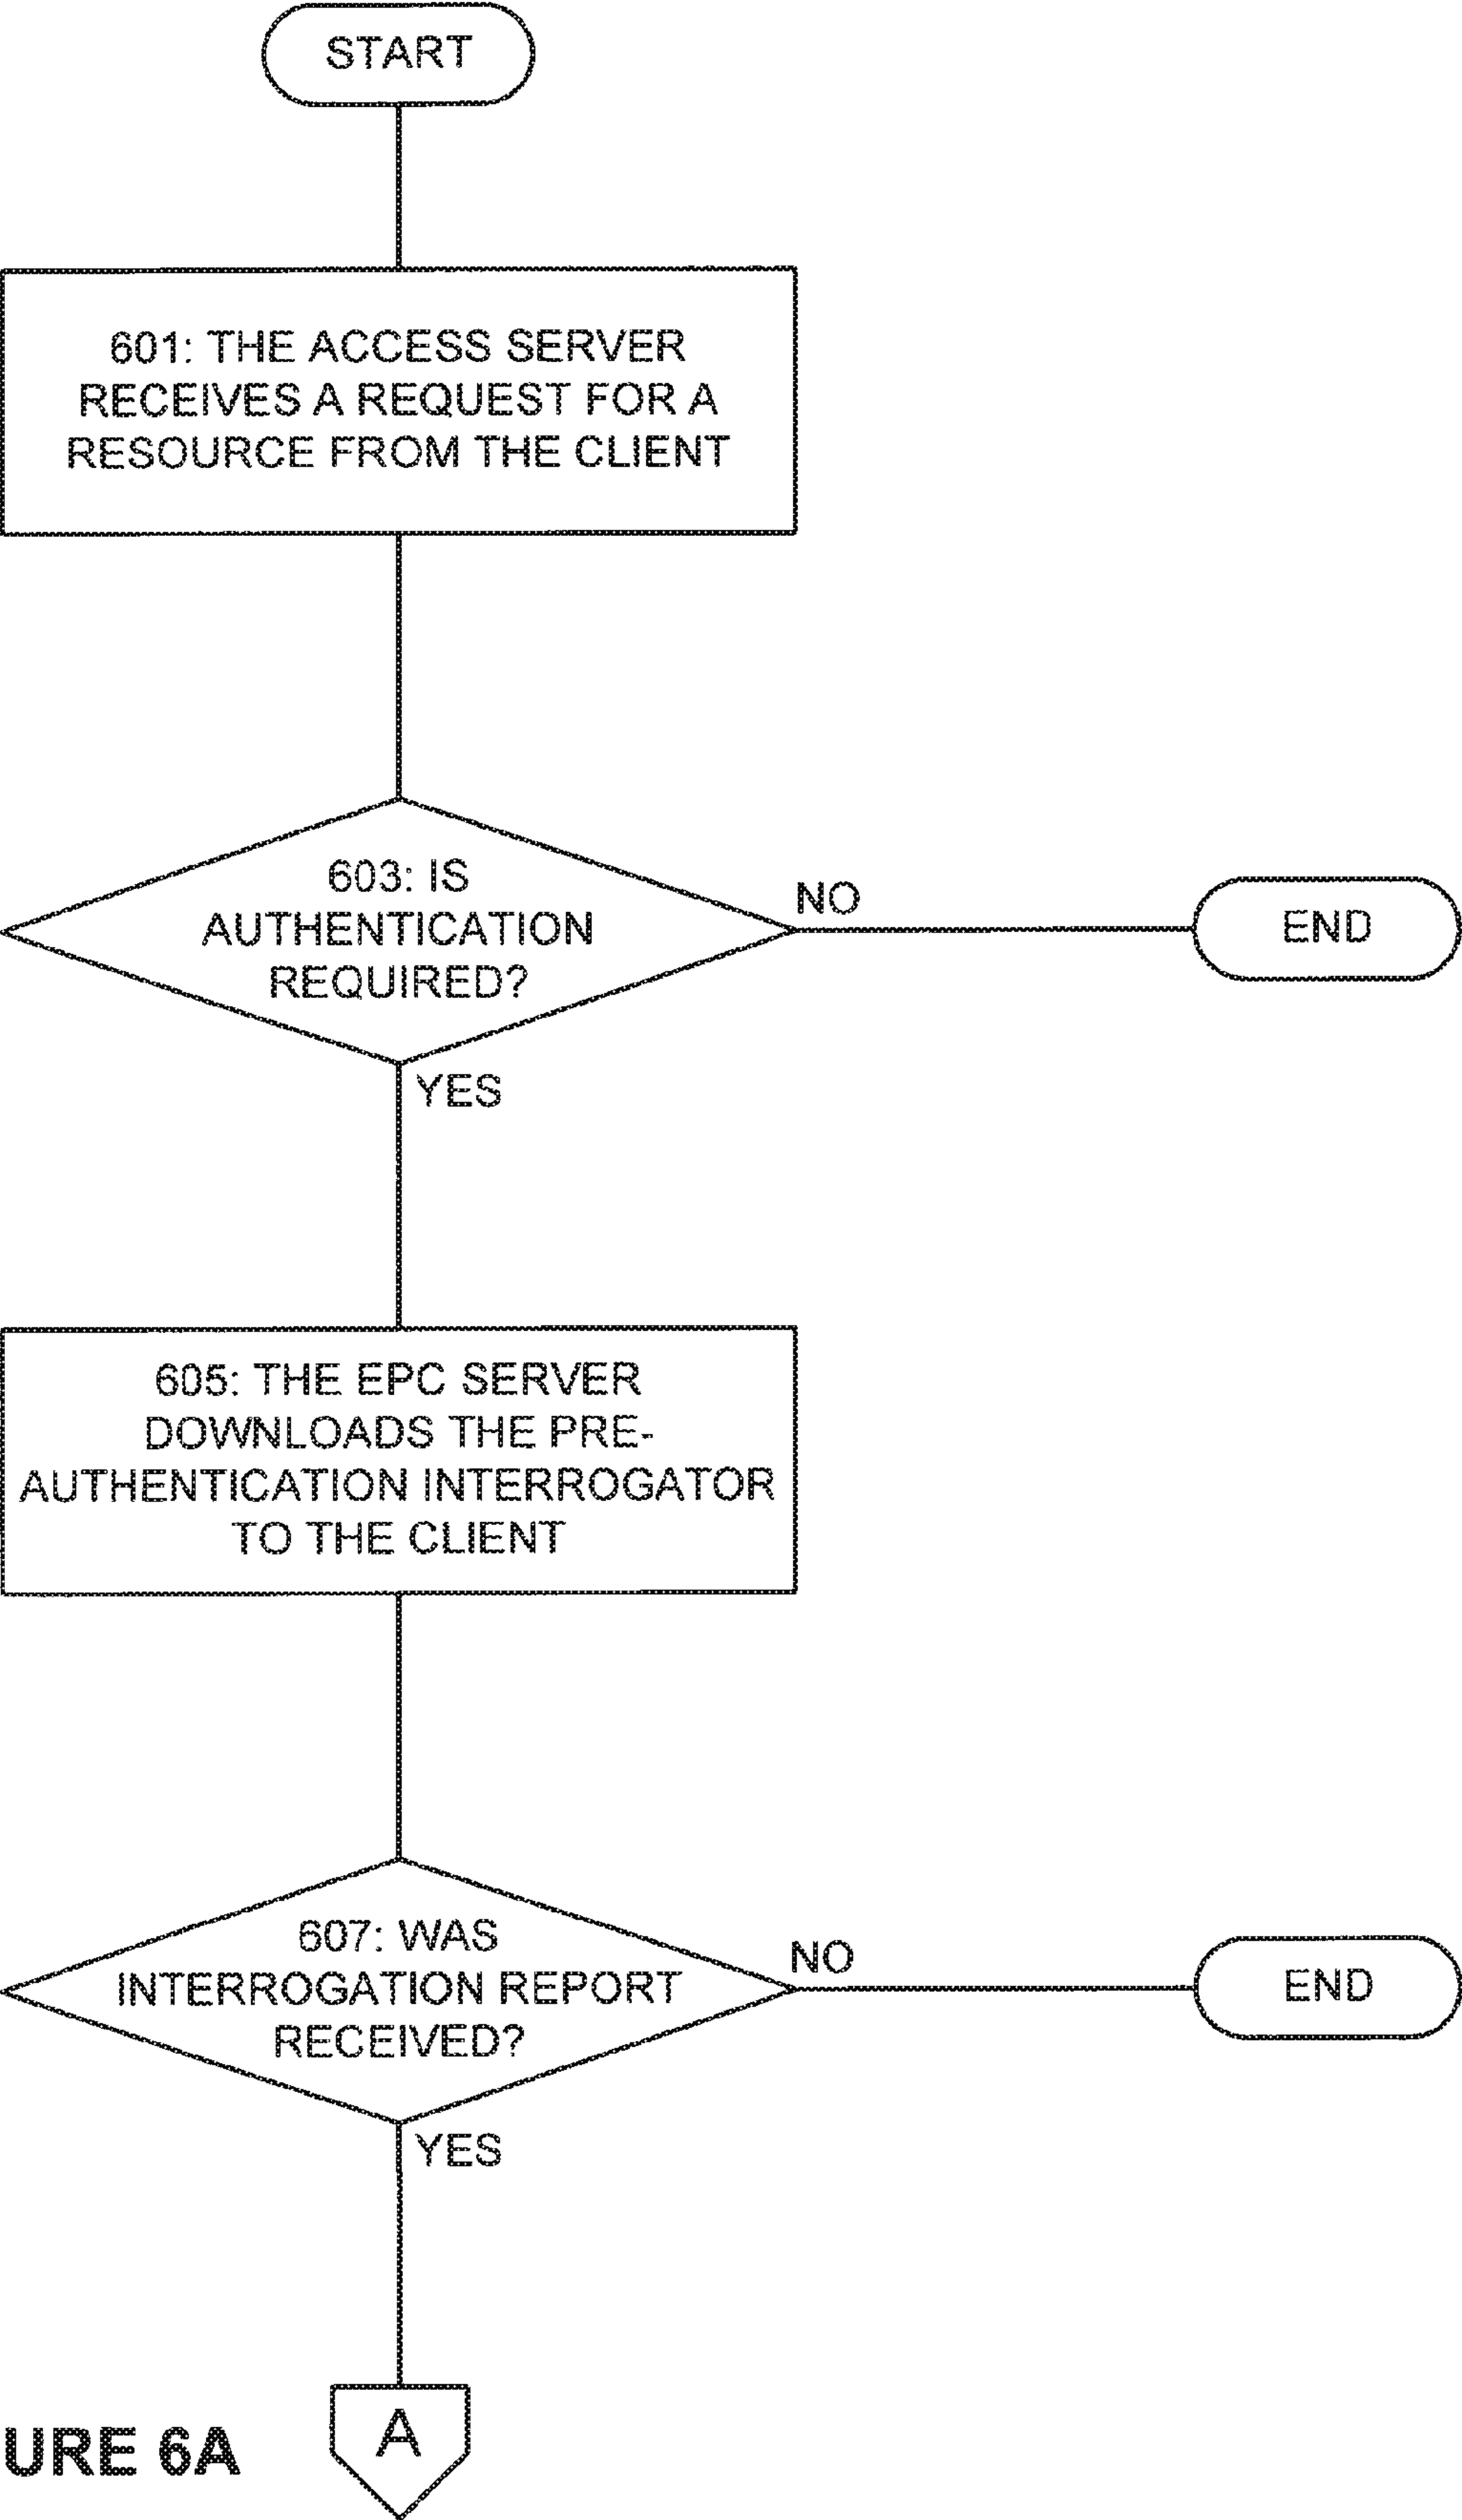 START
601: THE ACCESS SERVER
RECEIVES A REQUEST FOR A
RESOURCE FROM THE CLIENT
603: IS
AUTHENTICATION
REQUIRED?
NO
END
YES
605: THE EPC SERVER
DOWNLOADS THE PRE-
AUTHENTICATION INTERROGATOR
TO THE CLIENT
607: WAS
INTERROGATION REPORT
RECEIVED?
NO
END
YES
A
URE 6A